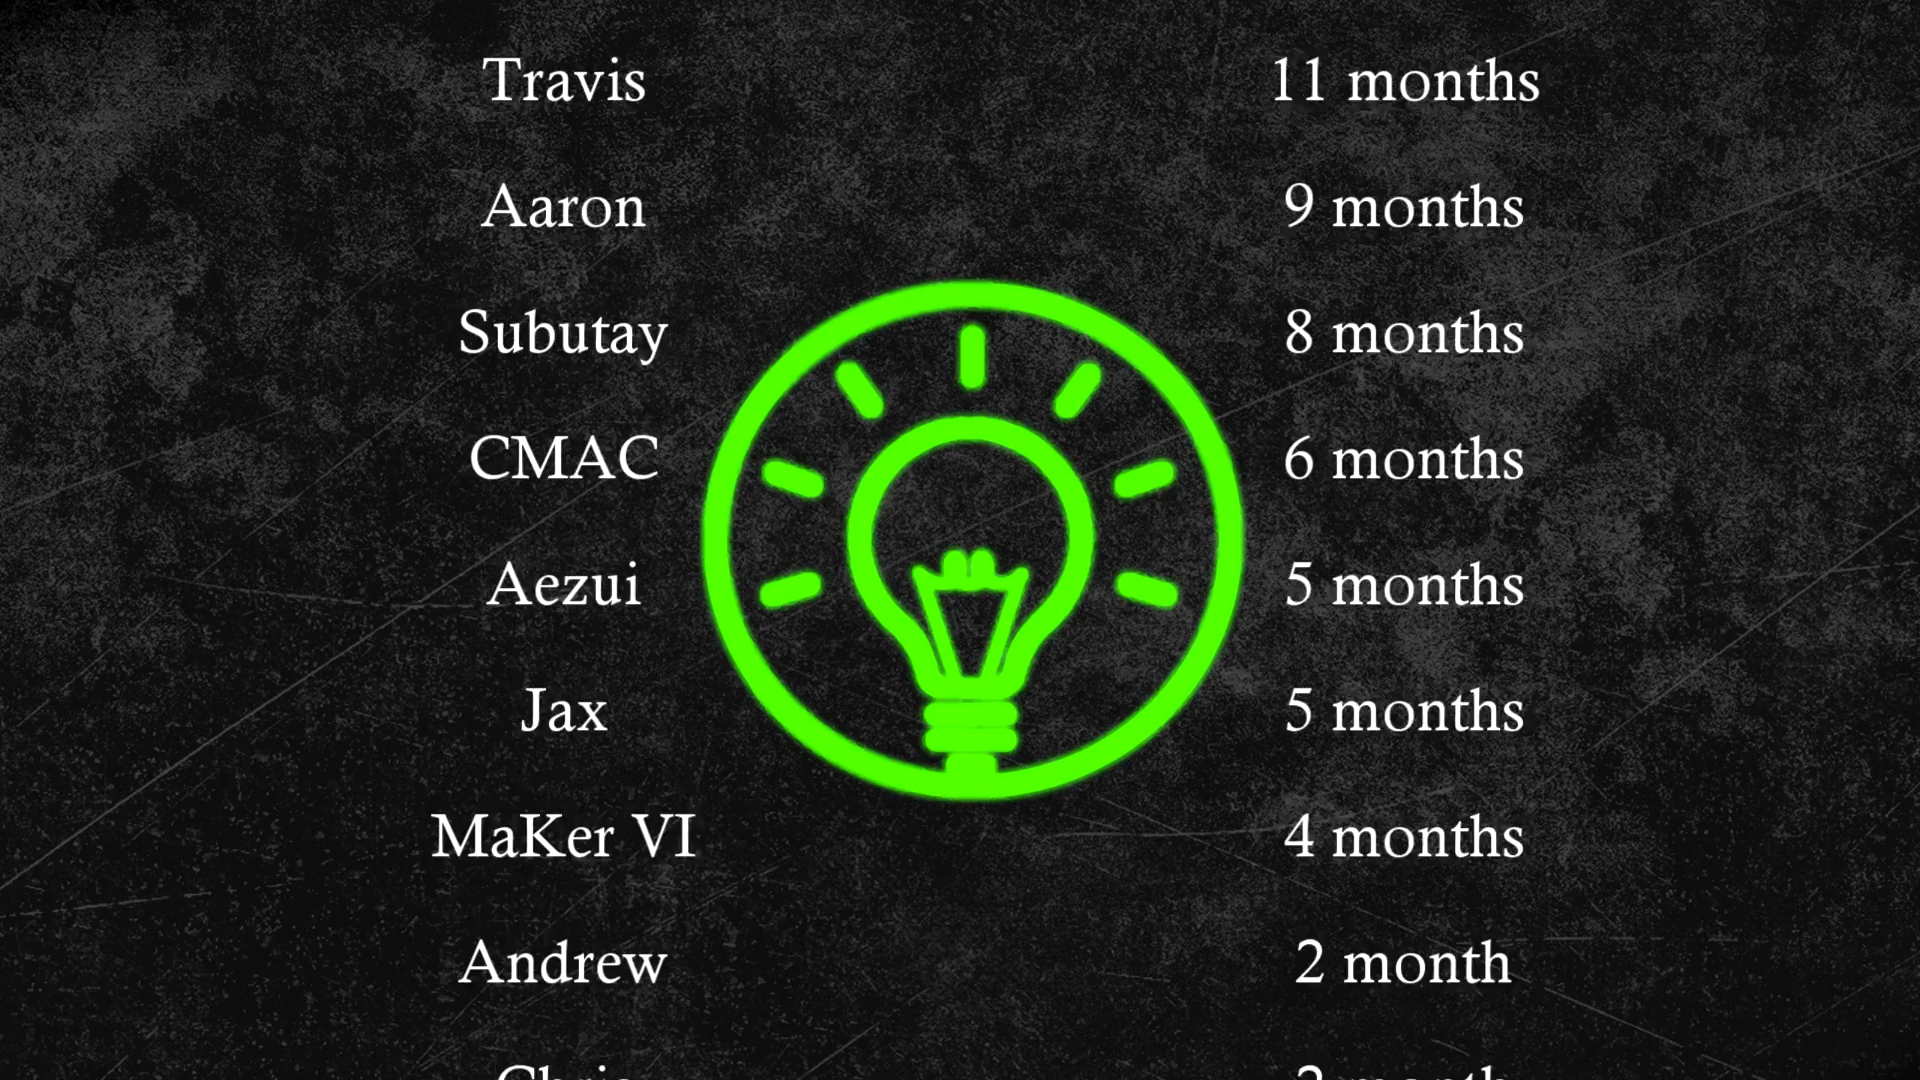 Travis 11 months
Aaron 9 months
Subutay 8 months
CMAC 6 months
Aezui 5 months
Jax 5 months
MaKer VI 4 months
Andrew 2 month